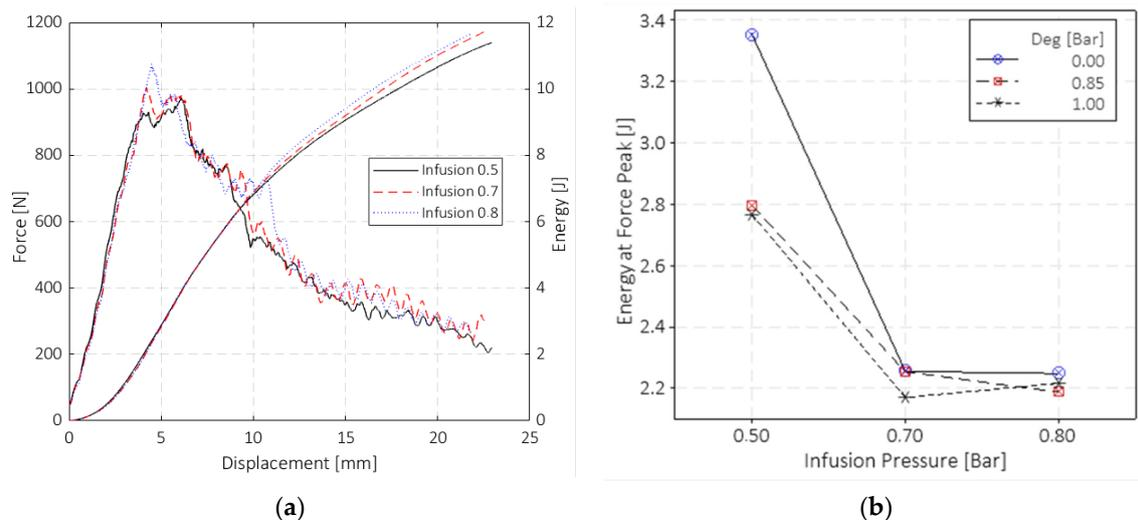 1200
1000
800
600
400
200
0
Force [N]
12
10
8
6
4
2
0
Energy [J]
0 5 10 15 20 25
Displacement [mm]
Infusion 0.5
Infusion 0.7
Infusion 0.8
(a)
3.4
3.2
3.0
2.8
2.6
2.4
2.2
Energy at Force Peak [J]
Deg [Bar]
0.00
0.85
1.00
0.50 0.70 0.80
Infusion Pressure [Bar]
(b)